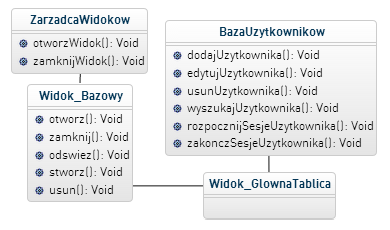 ZarzadcaWidokow
otworzWidok(): Void
zamknijWidok(): Void
BazaUzytkownikow
dodajUzytkownika(): Void
edytujUzytkownika(): Void
usunUzytkownika(): Void
wyszukajUzytkownika(): Void
rozpocznijSesjeUzytkownika(): Void
zakonczSesjeUzytkownika(): Void
Widok_Bazowy
otworz(): Void
zamknij(): Void
odswiez(): Void
stworz(): Void
usun(): Void
Widok_GlownaTablica